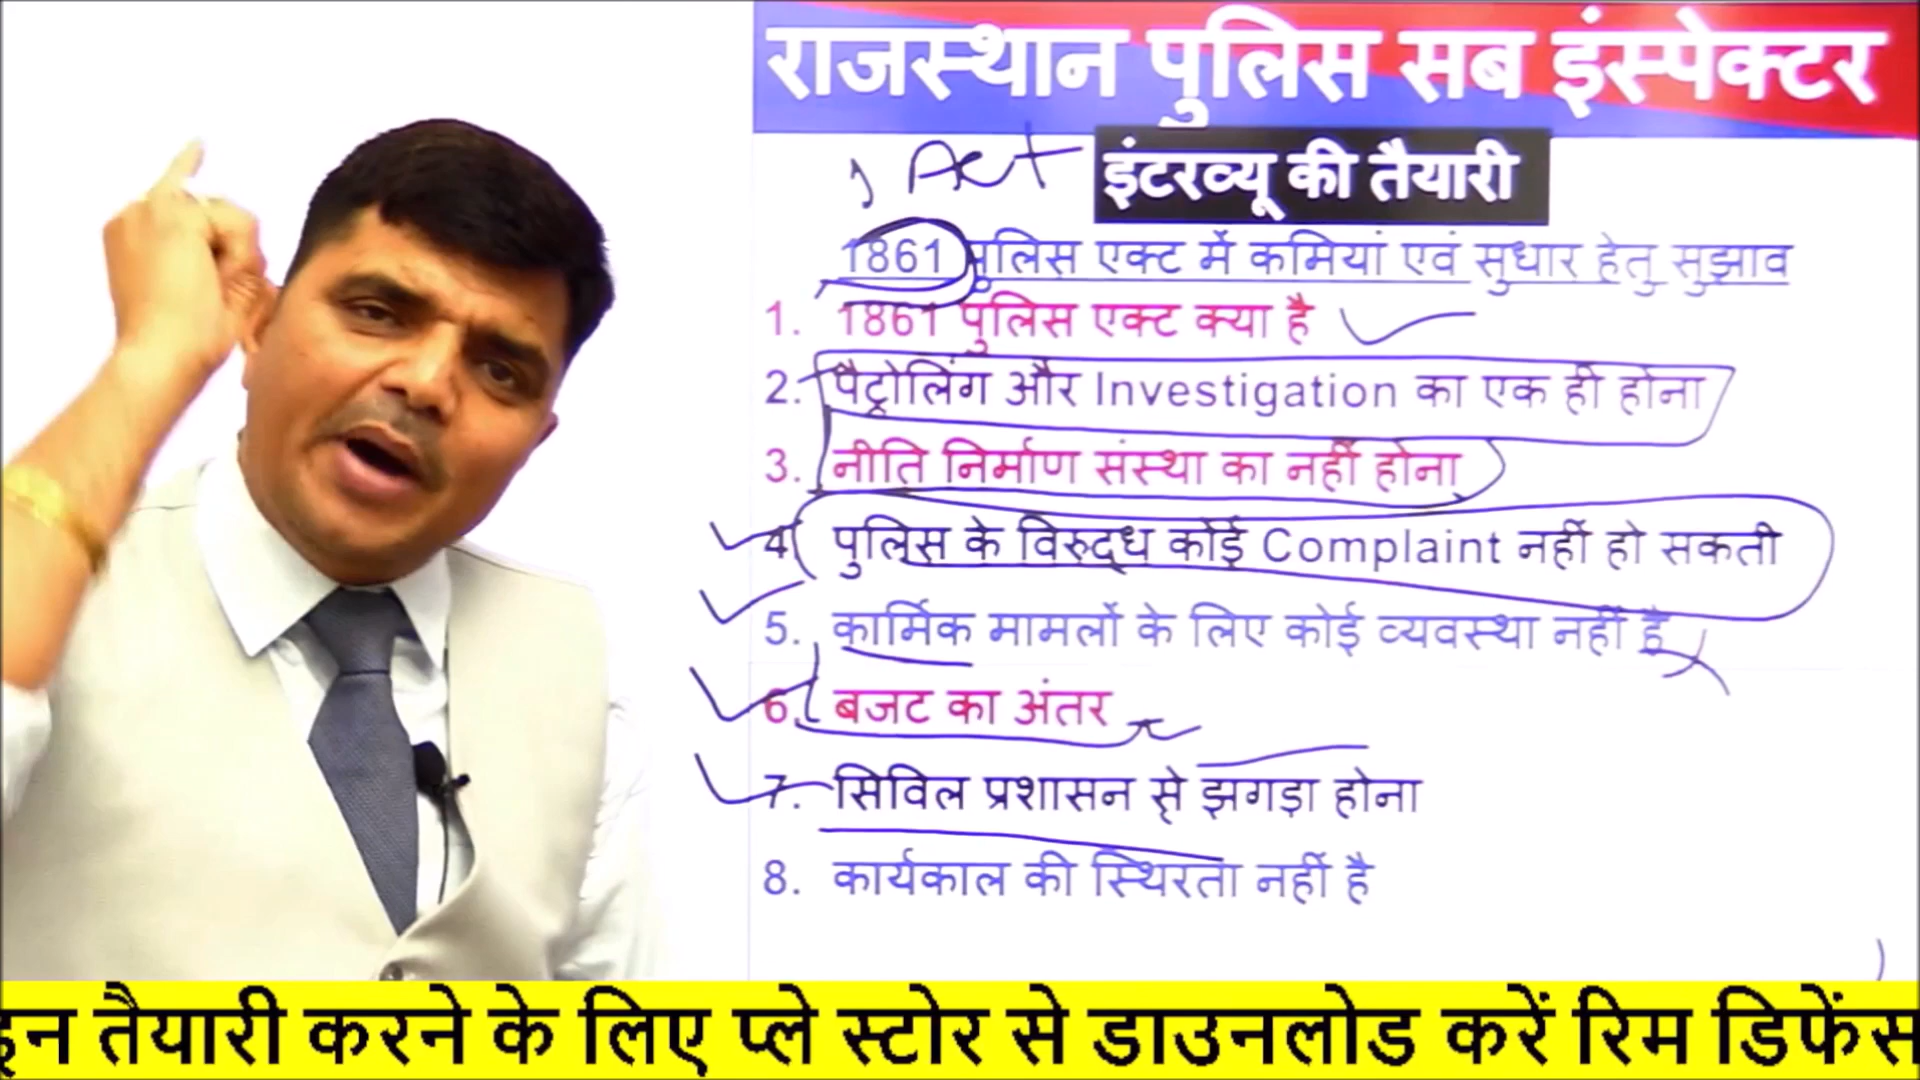 राजस्थान पुलिस सब इंस्पेक्टर
Act
इंटरव्यू की तैयारी
1861 पुलिस एक्ट में कमियां एवं सुधार हेतु सुझाव
1. 1861 पुलिस एक्ट क्या है
2. पैट्रोलिंग और Investigation का एक ही होना
3. नीति निर्माण संस्था का नहीं होना
4 पुलिस के विरुद्ध कोई Complaint नहीं हो सकती
5. कार्मिक मामलों के लिए कोई व्यवस्था नहीं है
6. बजट का अंतर
7. सिविल प्रशासन से झगड़ा होना
8. कार्यकाल की स्थिरता नहीं है
इन तैयारी करने के लिए प्ले स्टोर से डाउनलोड करें रिम डिफेंस